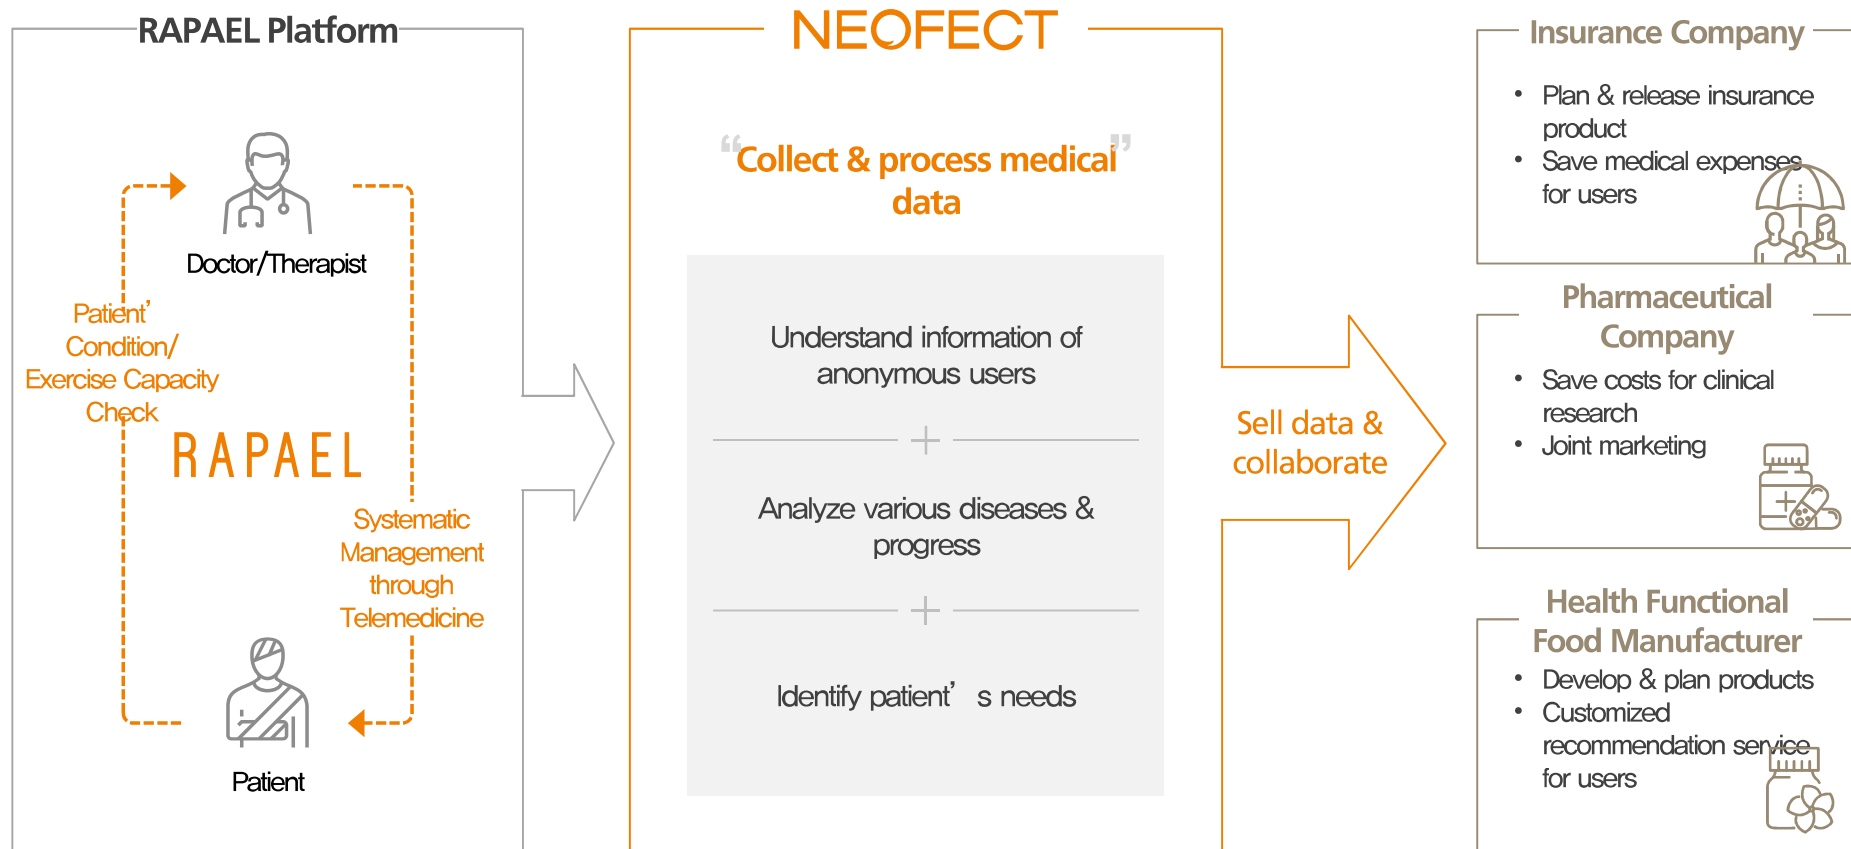 RAPAEL Platform
Doctor/Therapist
Patient’
Condition/
Exercise Capacity
Check
RAPAEL
Systematic
Management
through
Telemedicine
Patient
NEOFECT
“Collect & process medical”
data
Understand information of
anonymous users
+
Analyze various diseases &
progress
+
Identify patient’ s needs
Sell data &
collaborate
Insurance Company
• Plan & release insurance
product
• Save medical expenses
for users
Pharmaceutical
Company
• Save costs for clinical
research
• Joint marketing
Health Functional
Food Manufacturer
• Develop & plan products
• Customized
recommendation service
for users